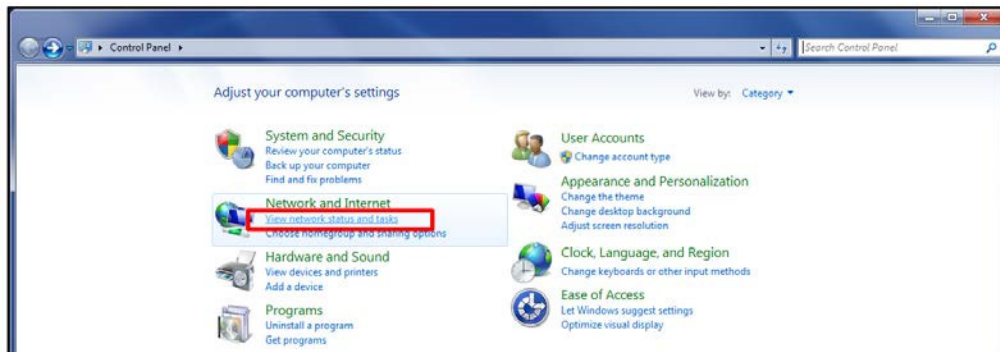 Control Panel
Search Control Panel
Adjust your computer's settings
View by: Category
System and Security
Review your computer's status
Back up your computer
Find and fix problems
Network and Internet
View network status and tasks
Choose homegroup and sharing options
Hardware and Sound
View devices and printers
Add a device
Programs
Uninstall a program
Get programs
User Accounts
Change account type
Appearance and Personalization
Change the theme
Change desktop background
Adjust screen resolution
Clock, Language, and Region
Change keyboards or other input methods
Ease of Access
Let Windows suggest settings
Optimize visual display